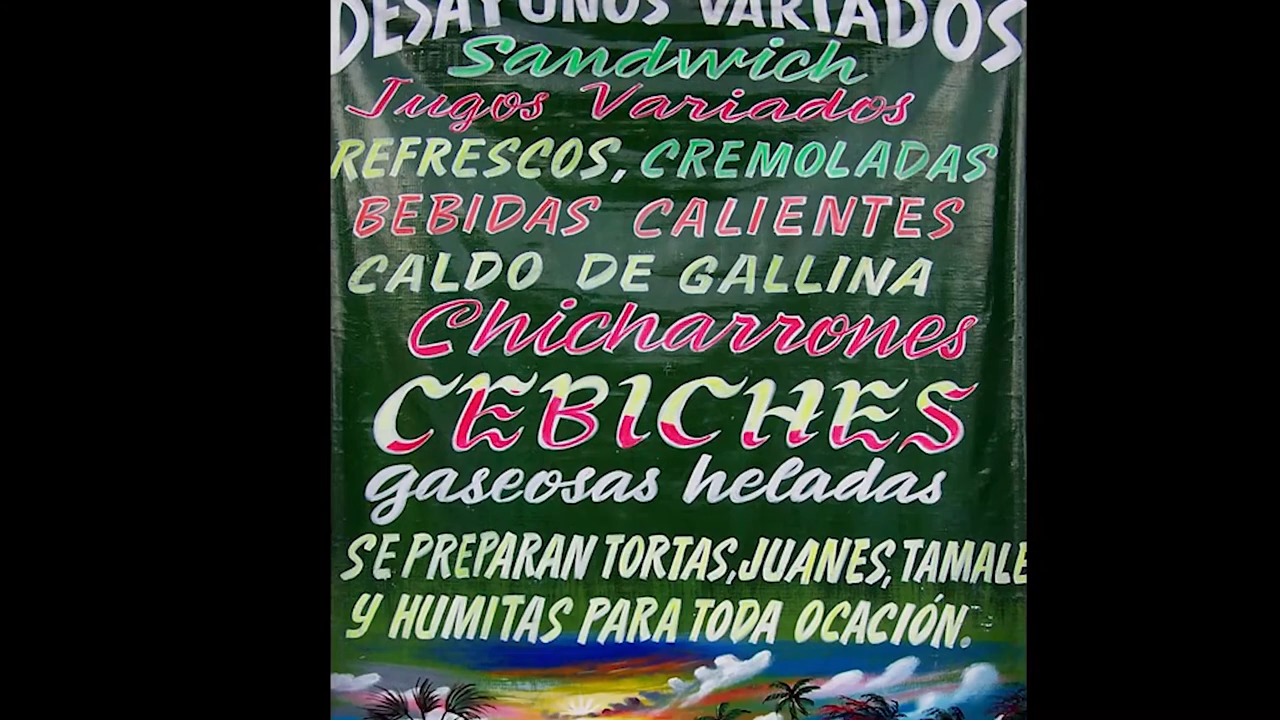 DESAYUNOS VARIADOS
Sandwich
Jugos Variados
REFRESCOS, CREMOLADAS
BEBIDAS CALIENTES
CALDO DE GALLINA
Chicharrones
CEBICHES
gaseosas heladas
SE PREPARAN TORTAS, JUANES, TAMALE
Y HUMITAS PARA TODA OCACIÓN.